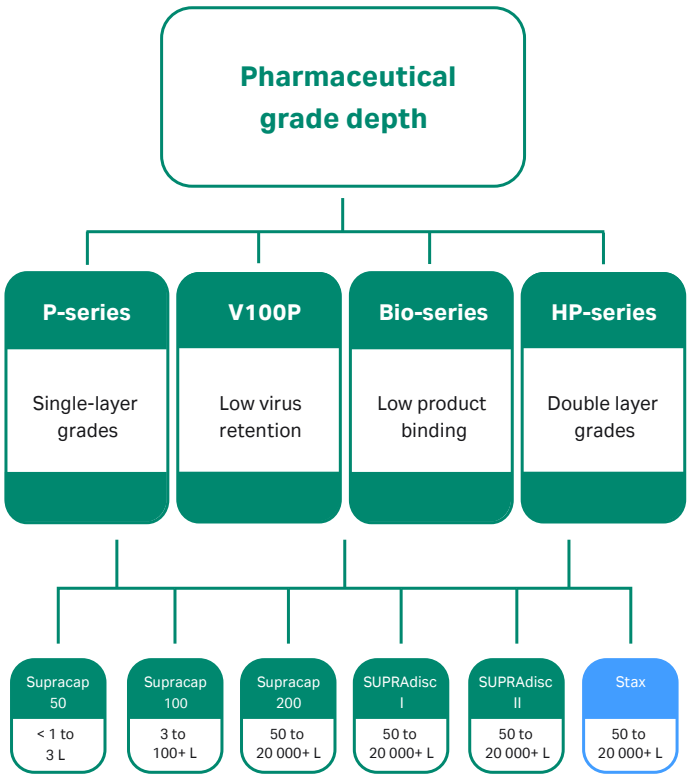 Pharmaceutical
grade depth
P-series
V100P
Bio-series
HP-series
Single-layer
grades
Low virus
retention
Low product
binding
Double layer
grades
Supracap
50
Supracap
100
Supracap
200
SUPRAdisc
I
SUPRAdisc
II
Stax
< 1 to
3 L
3 to
100+ L
50 to
20 000+ L
50 to
20 000+ L
50 to
20 000+ L
50 to
20 000+ L